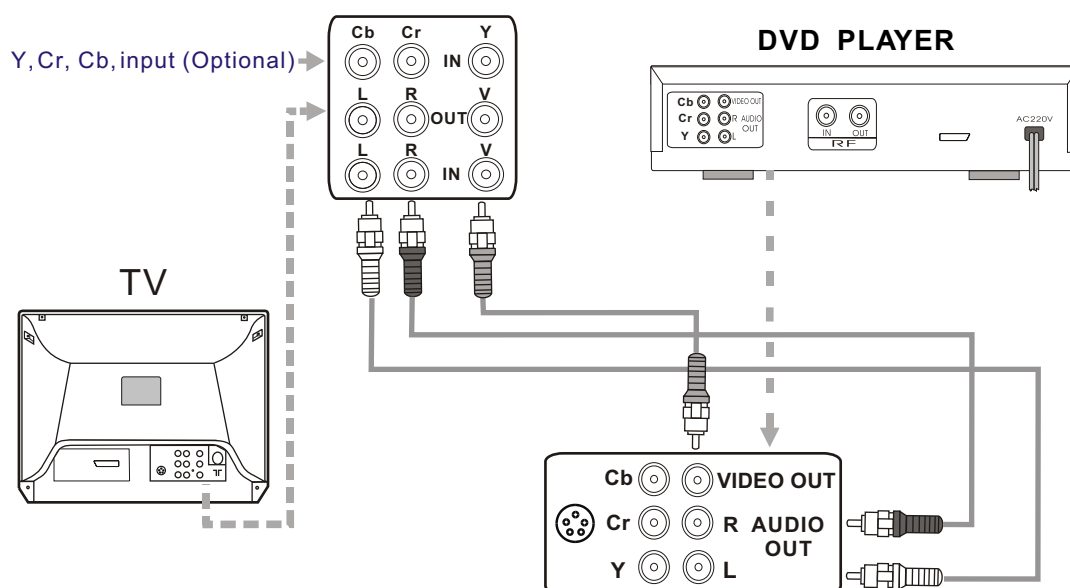 Cb Cr Y
Y, Cr, Cb, input (Optional)
IN
L R V
OUT
L R V
IN
DVD PLAYER
Cb VIDEO OUT
Cr R AUDIO
OUT
Y L
IN OUT
RF
AC220V
TV
Cb VIDEO OUT
Cr R AUDIO
OUT
Y L